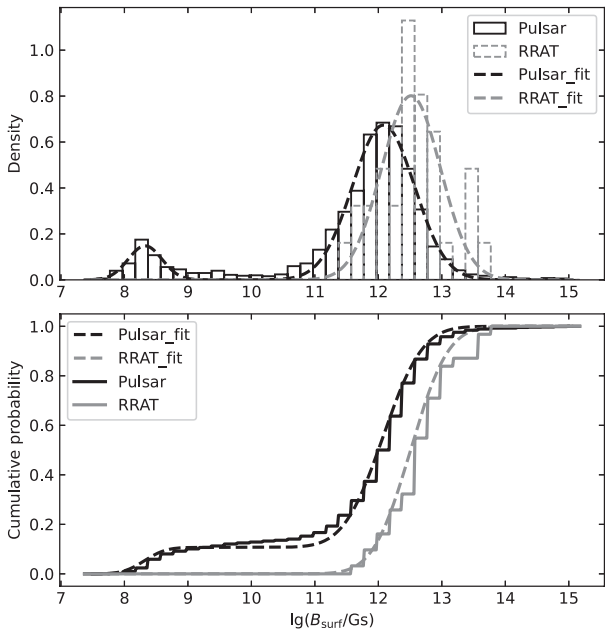 Pulsar
RRAT
Pulsar_fit
RRAT_fit
Density
1.0
0.8
0.6
0.4
0.2
0.0
7 8 9 10 11 12 13 14 15
Pulsar_fit
RRAT_fit
Pulsar
RRAT
Cumulative probability
1.0
0.8
0.6
0.4
0.2
0.0
7 8 9 10 11 12 13 14 15
lg(B_surf/Gs)